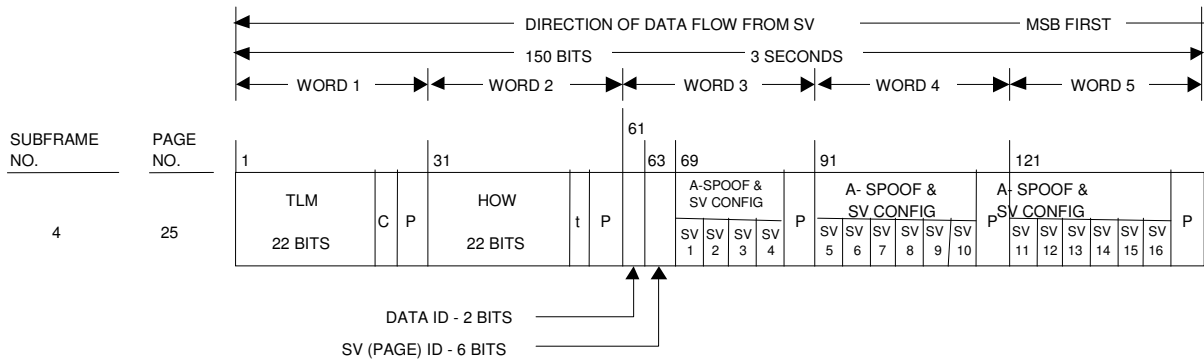 DIRECTION OF DATA FLOW FROM SV MSB FIRST
150 BITS 3 SECONDS
WORD 1 WORD 2 WORD 3 WORD 4 WORD 5
SUBFRAME NO.
PAGE NO.
1 31 61 63 69 91 121
4
25
TLM
22 BITS
C
P
HOW
22 BITS
t
P
A-SPOOF &
SV CONFIG
SV 1
SV 2
SV 3
SV 4
P
A- SPOOF &
SV CONFIG
SV 5
SV 6
SV 7
SV 8
SV 9
SV 10
P
A- SPOOF &
SV CONFIG
SV 11
SV 12
SV 13
SV 14
SV 15
SV 16
P
DATA ID - 2 BITS
SV (PAGE) ID - 6 BITS